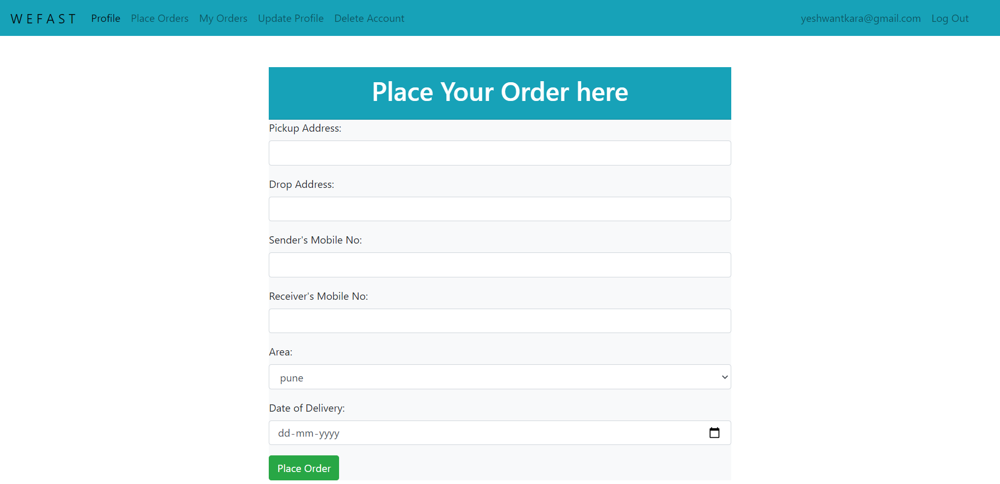 WEFAST Profile Place Orders My Orders Update Profile Delete Account yeshwantkara@gmail.com Log Out
Place Your Order here
Pickup Address:
Drop Address:
Sender's Mobile No:
Receiver's Mobile No:
Area:
pune
Date of Delivery:
dd-mm-yyyy
Place Order